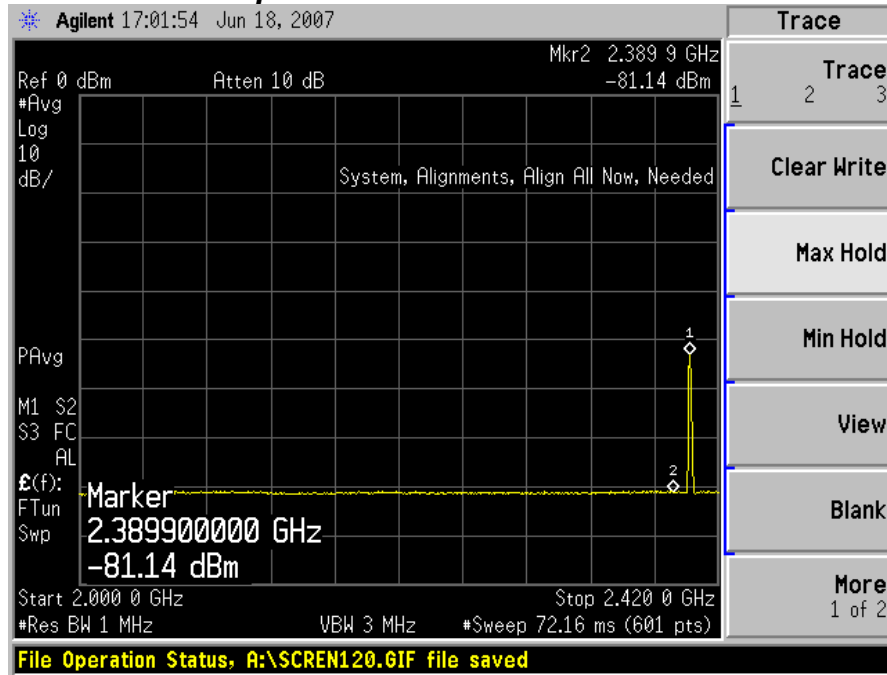 Agilent 17:01:54 Jun 18, 2007
Trace
Mkr2 2.389 9 GHz
Ref 0 dBm Atten 10 dB -81.14 dBm
#Avg
Log
10
dB/
System, Alignments, Align All Now, Needed
1
PAvg
M1 S2
S3 FC
AL
2
£(f):
FTun
Swp
Marker
2.389900000 GHz
-81.14 dBm
Start 2.000 0 GHz Stop 2.420 0 GHz
#Res BW 1 MHz VBW 3 MHz #Sweep 72.16 ms (601 pts)
File Operation Status, A:\SCREN120.GIF file saved
Trace
1 2 3
Clear Write
Max Hold
Min Hold
View
Blank
More
1 of 2